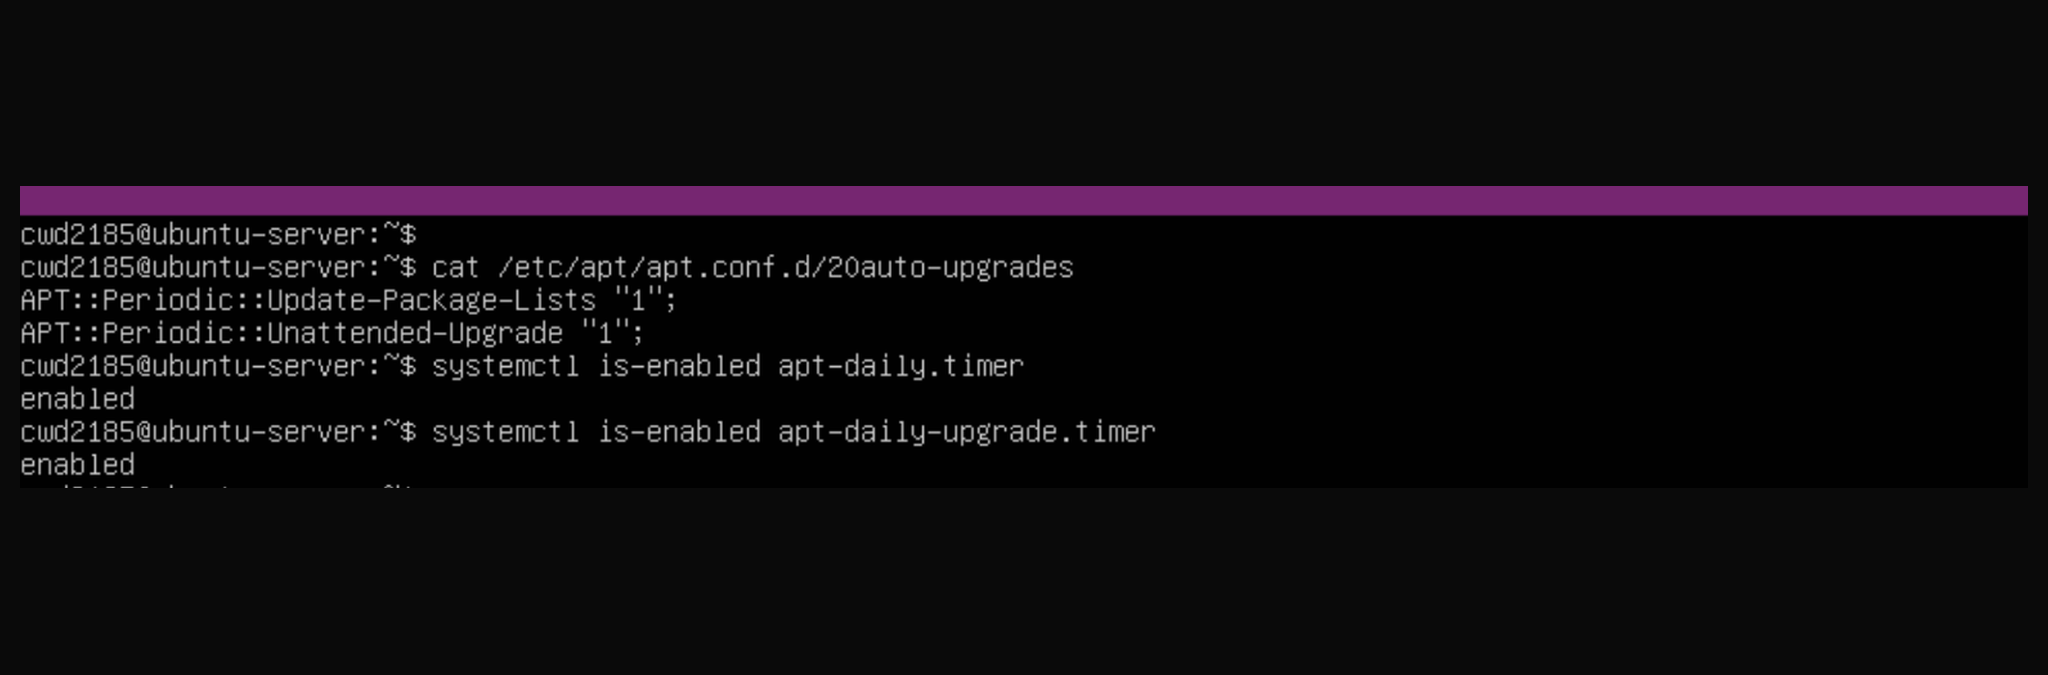 cwd2185@ubuntu-server:~$
cwd2185@ubuntu-server:~$ cat /etc/apt/apt.conf.d/20auto-upgrades
APT::Periodic::Update-Package-Lists "1";
APT::Periodic::Unattended-Upgrade "1";
cwd2185@ubuntu-server:~$ systemctl is-enabled apt-daily.timer
enabled
cwd2185@ubuntu-server:~$ systemctl is-enabled apt-daily-upgrade.timer
enabled